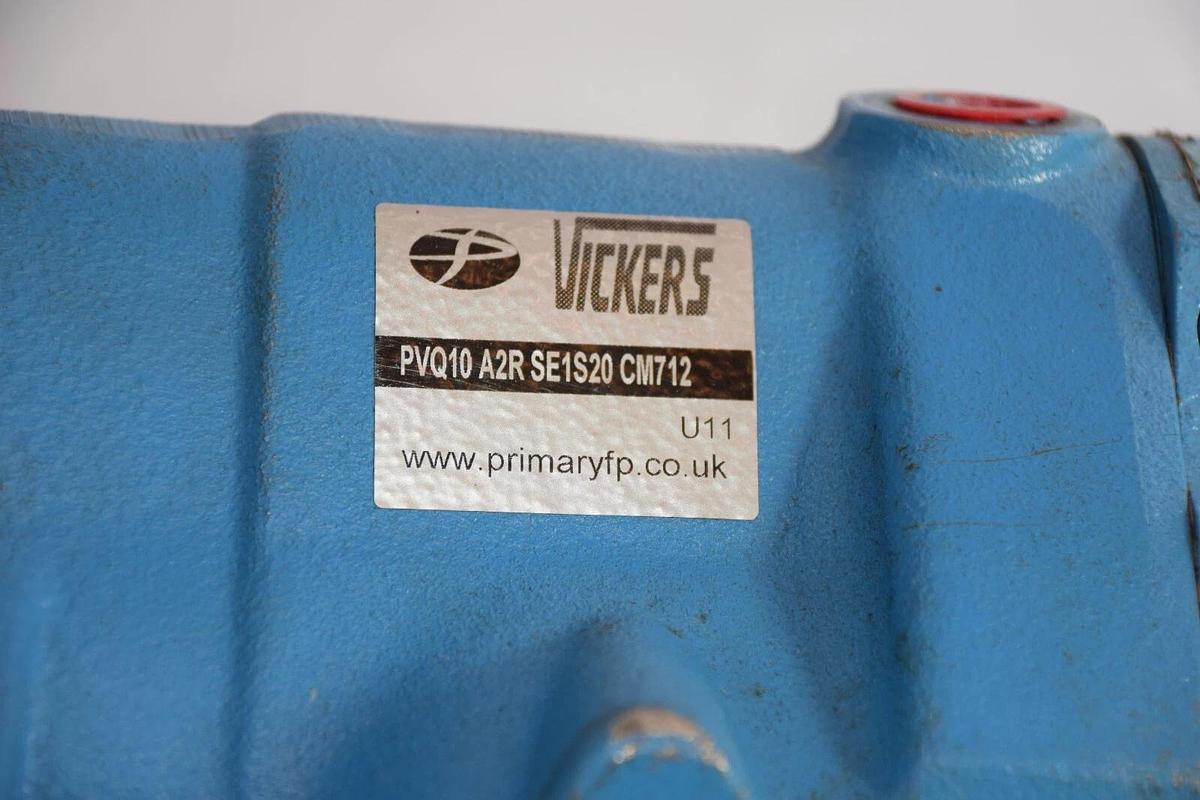 VICKERS
PVQ10 A2R SE1S20 CM712
U11
www.primaryfp.co.uk